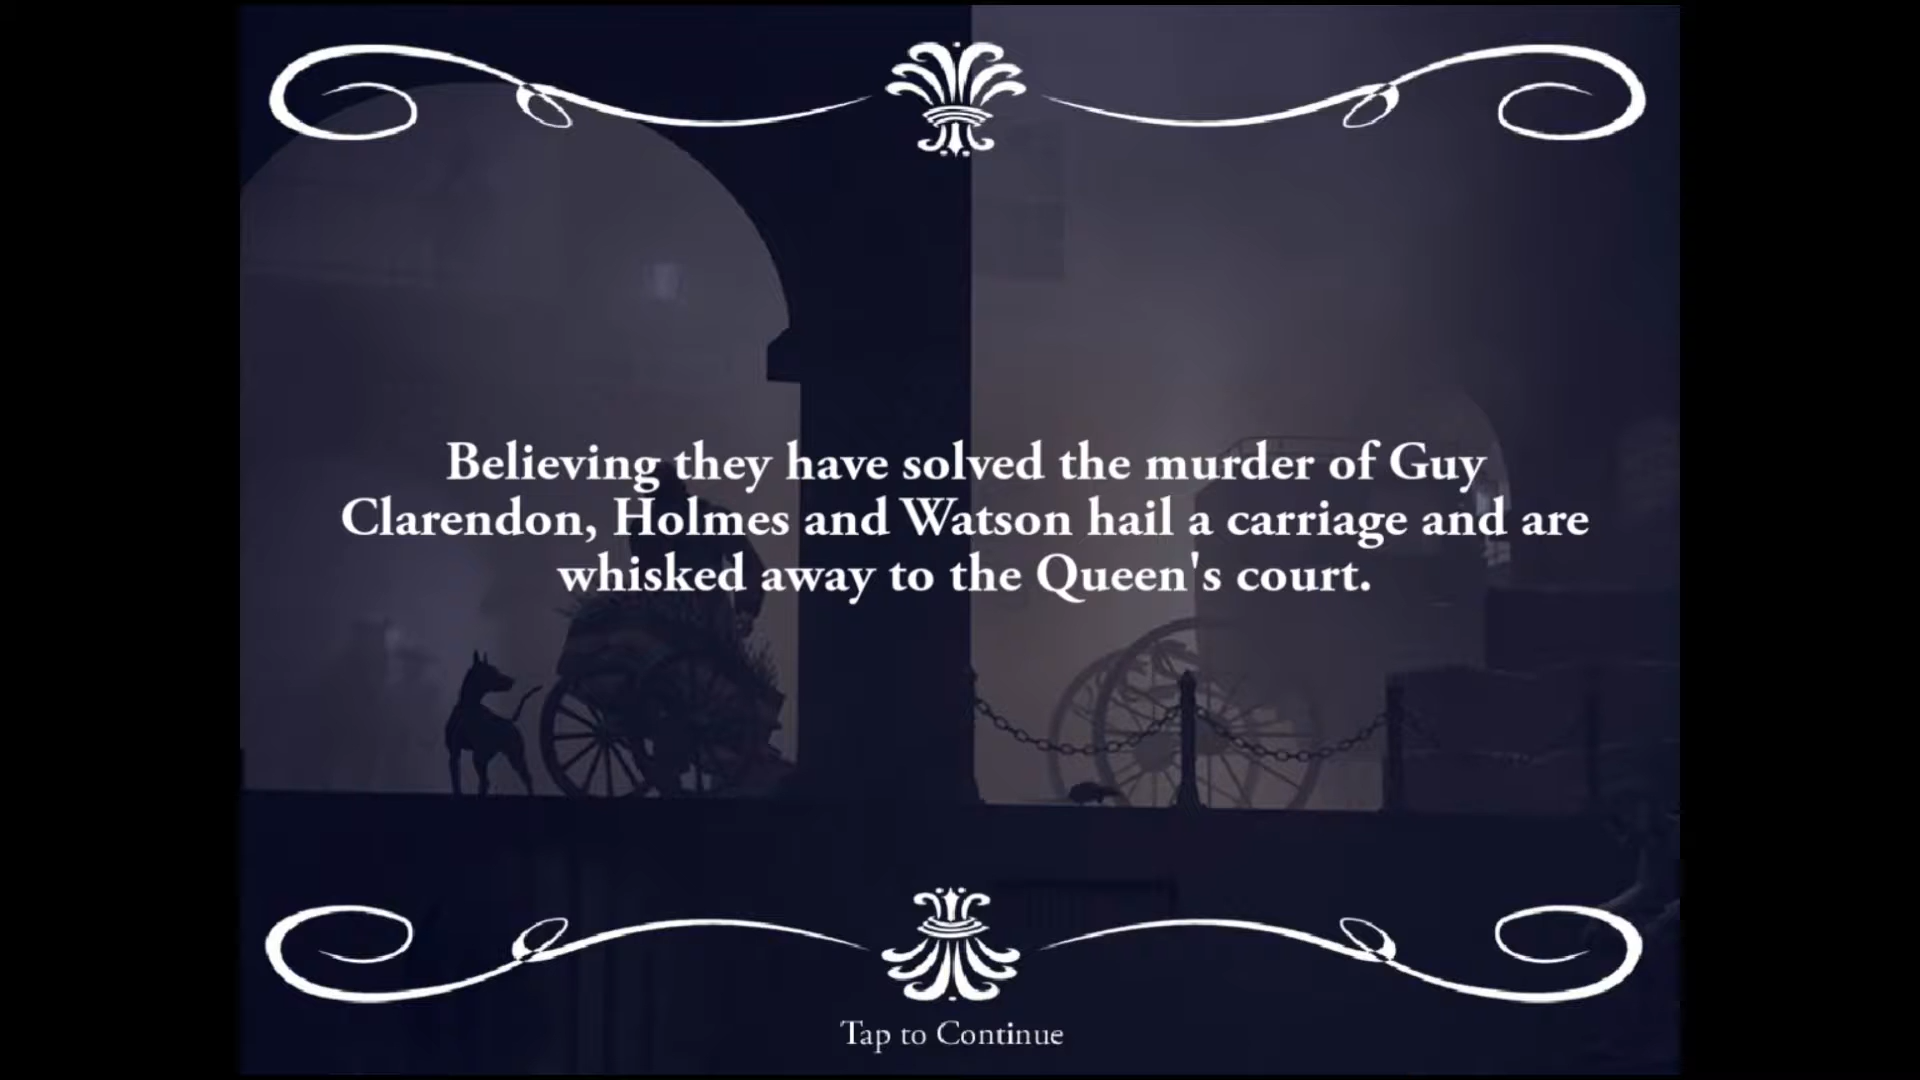 Believing they have solved the murder of Guy
Clarendon, Holmes and Watson hail a carriage and are
whisked away to the Queen's court.
Tap to Continue